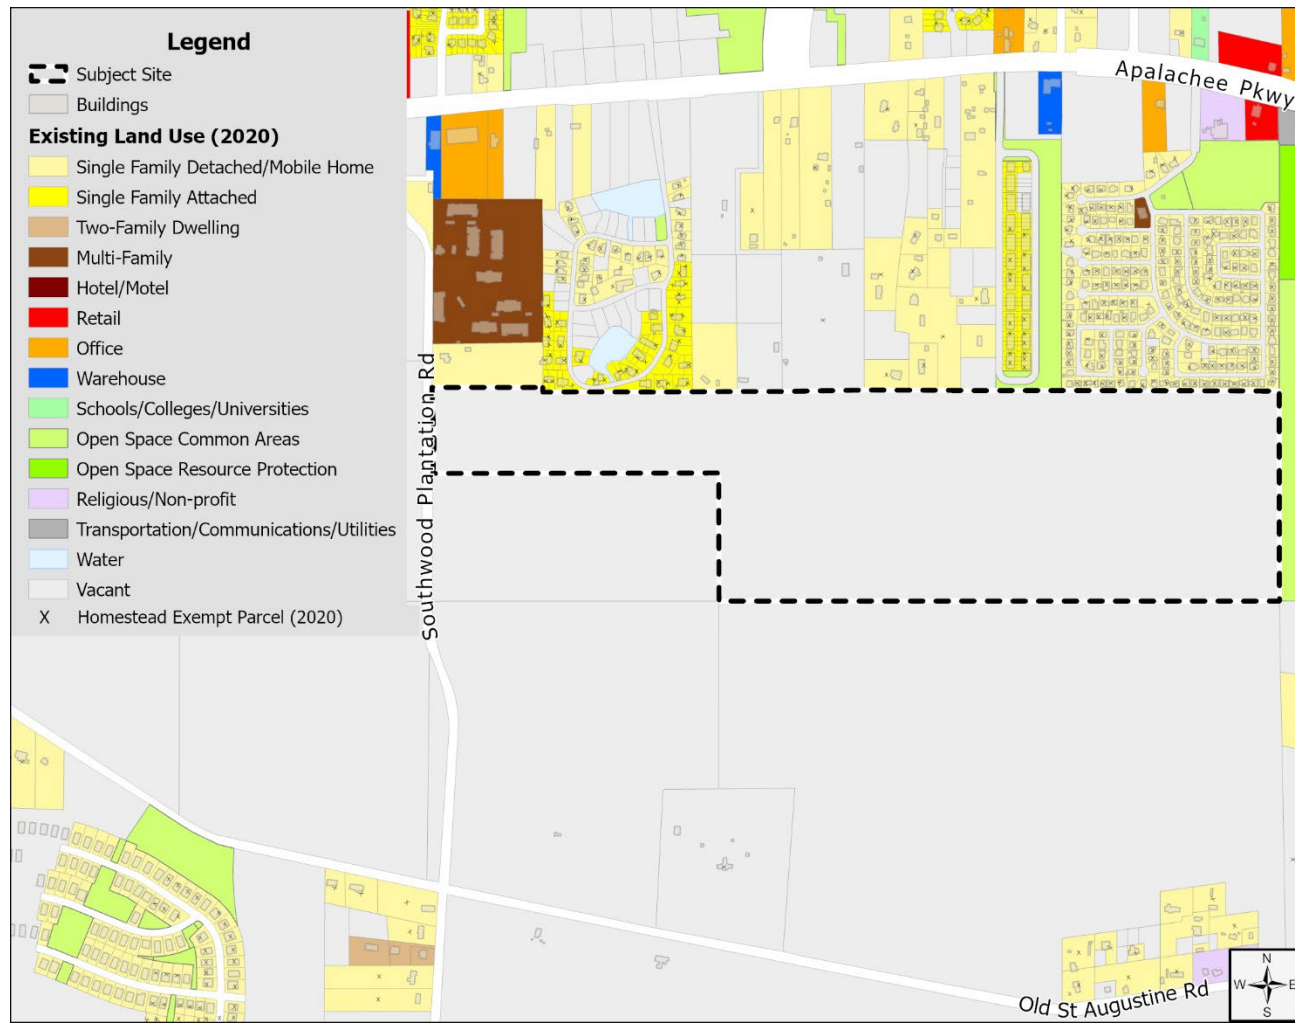 Legend
Subject Site
Buildings
Existing Land Use (2020)
Single Family Detached/Mobile Home
Single Family Attached
Two-Family Dwelling
Multi-Family
Hotel/Motel
Retail
Office
Warehouse
Schools/Colleges/Universities
Open Space Common Areas
Open Space Resource Protection
Religious/Non-profit
Transportation/Communications/Utilities
Water
Vacant
X Homestead Exempt Parcel (2020)
Apalachee Pkwy
Southwood Plantation Rd
Old St Augustine Rd
N
W E
S